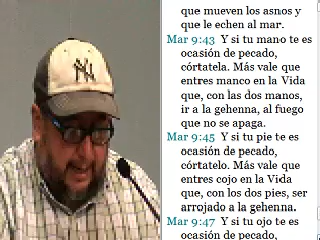 NY
que mueven los asnos y
que le echen al mar.
Mar 9:43 Y si tu mano te es
ocasión de pecado,
córtatela. Más vale que
entres manco en la Vida
que, con las dos manos,
ir a la gehenna, al fuego
que no se apaga.
Mar 9:45 Y si tu pie te es
ocasión de pecado,
córtatelo. Más vale que
entres cojo en la Vida
que, con los dos pies, ser
arrojado a la gehenna.
Mar 9:47 Y si tu ojo te es